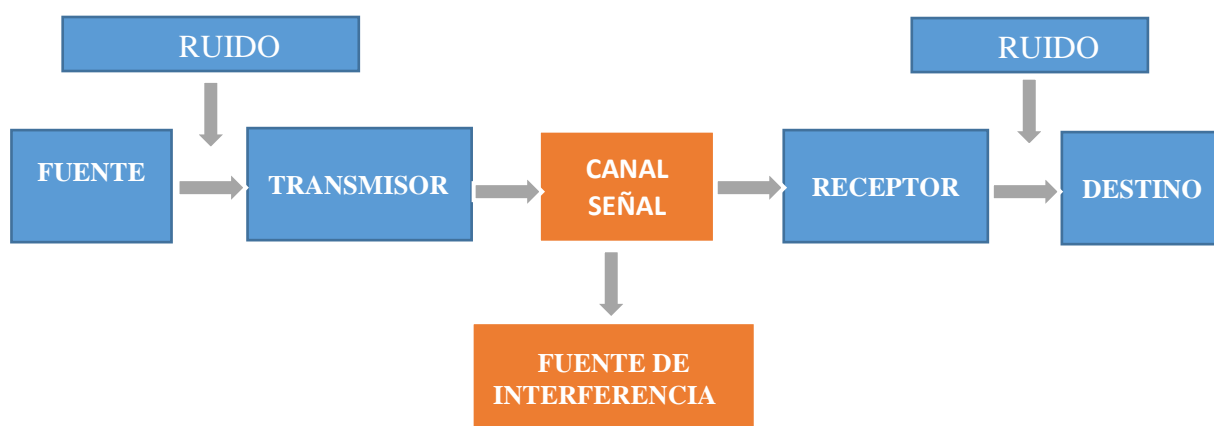 RUIDO
RUIDO
FUENTE
TRANSMISOR
CANAL
SEÑAL
RECEPTOR
DESTINO
FUENTE DE
INTERFERENCIA